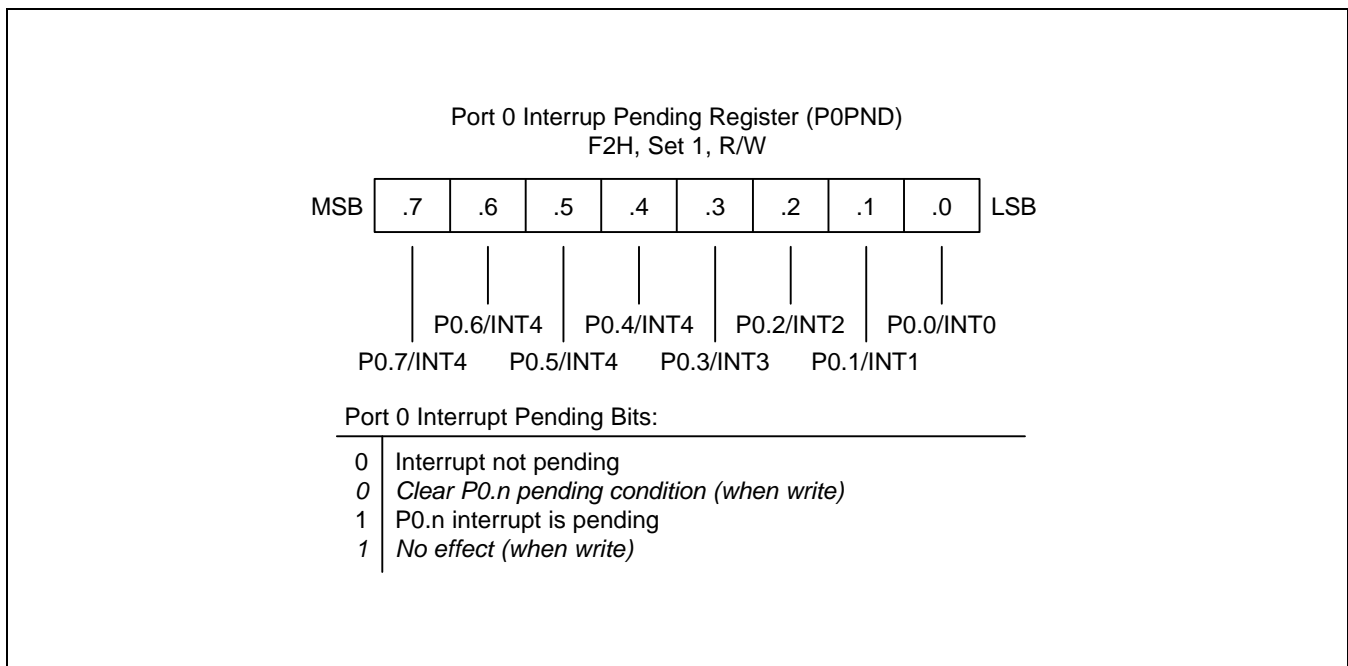 Port 0 Interrup Pending Register (P0PND)
F2H, Set 1, R/W
MSB .7 .6 .5 .4 .3 .2 .1 .0 LSB
P0.6/INT4 P0.4/INT4 P0.2/INT2 P0.0/INT0
P0.7/INT4 P0.5/INT4 P0.3/INT3 P0.1/INT1
Port 0 Interrupt Pending Bits:
0 Interrupt not pending
0 Clear P0.n pending condition (when write)
1 P0.n interrupt is pending
1 No effect (when write)